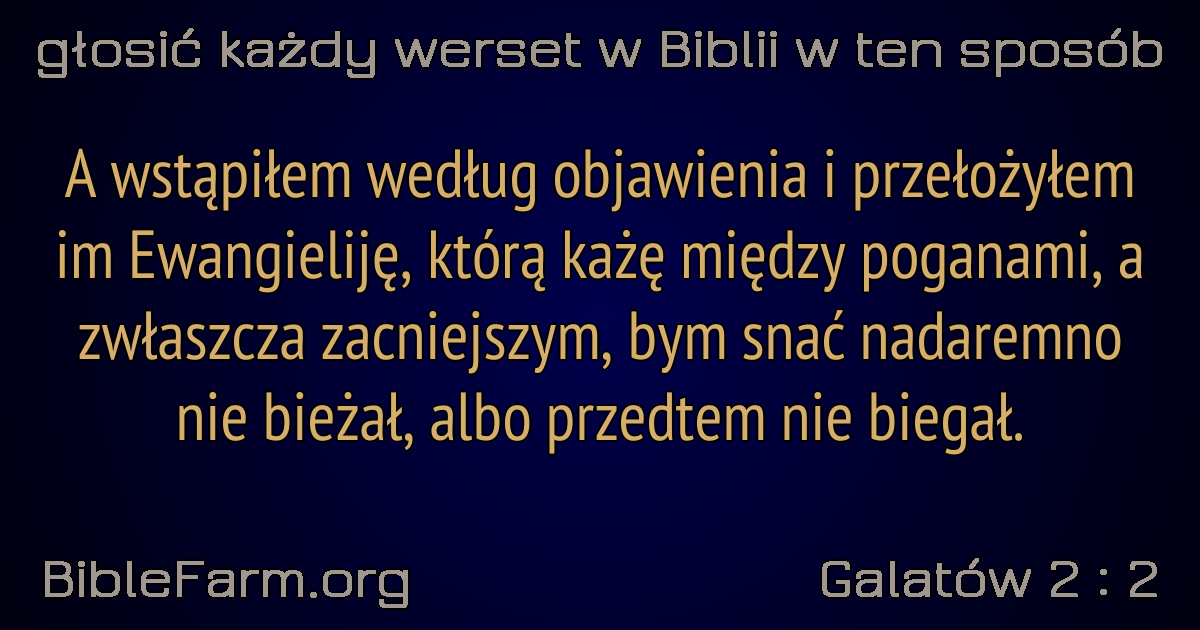 głosić każdy werset w Biblii w ten sposób
A wstąpiłem według objawienia i przełożyłem
im Ewangieliję, którą każę między poganami, a
zwłaszcza zacniejszym, bym snać nadaremno
nie bieżał, albo przedtem nie biegał.
BibleFarm.org
Galatów 2 : 2